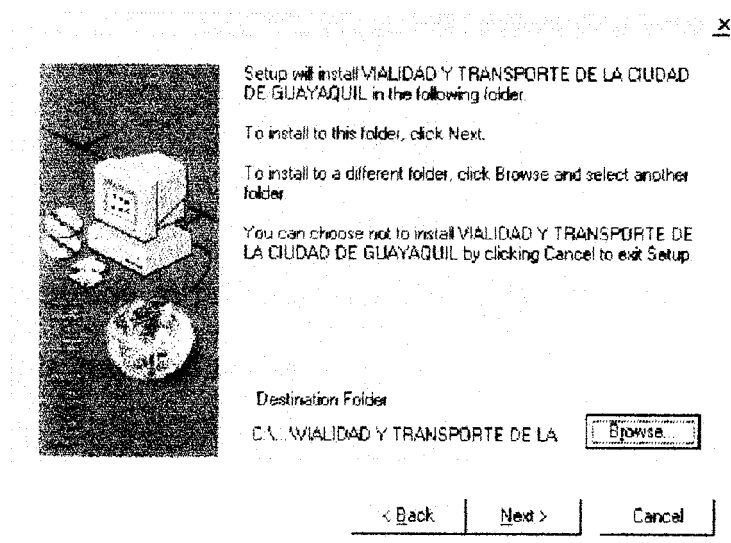 Setup will install VIALIDAD Y TRANSPORTE DE LA CIUDAD
DE GUAYAQUIL in the following folder.
To install to this folder, click Next.
To install to a different folder, click Browse and select another
folder.
You can choose not to install VIALIDAD Y TRANSPORTE DE
LA CIUDAD DE GUAYAQUIL by clicking Cancel to exit Setup.
Destination Folder
C:\...\VIALIDAD Y TRANSPORTE DE LA
Browse...
< Back
Next >
Cancel